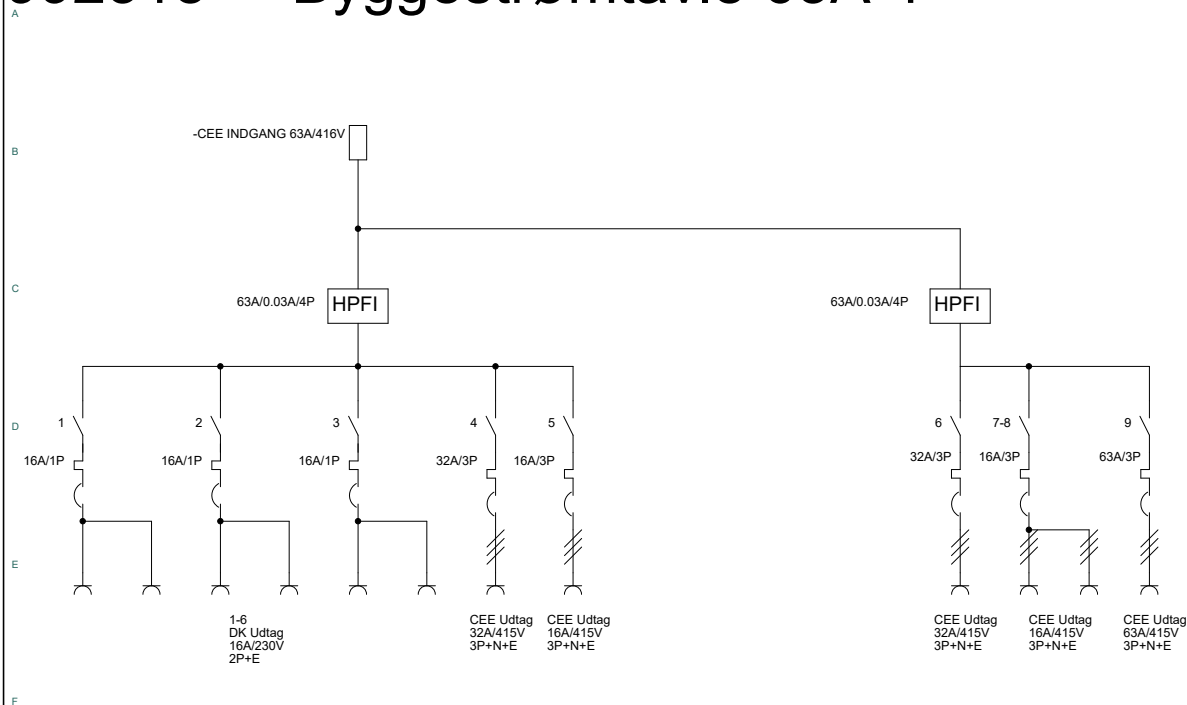 A
-CEE INDGANG 63A/416V
B
C
63A/0.03A/4P
HPFI
63A/0.03A/4P
HPFI
D
1
2
3
4
5
6
7-8
9
16A/1P
16A/1P
16A/1P
32A/3P
16A/3P
32A/3P
16A/3P
63A/3P
E
1-6
DK Udtag
16A/230V
2P+E
CEE Udtag
32A/415V
3P+N+E
CEE Udtag
16A/415V
3P+N+E
CEE Udtag
32A/415V
3P+N+E
CEE Udtag
16A/415V
3P+N+E
CEE Udtag
63A/415V
3P+N+E
F